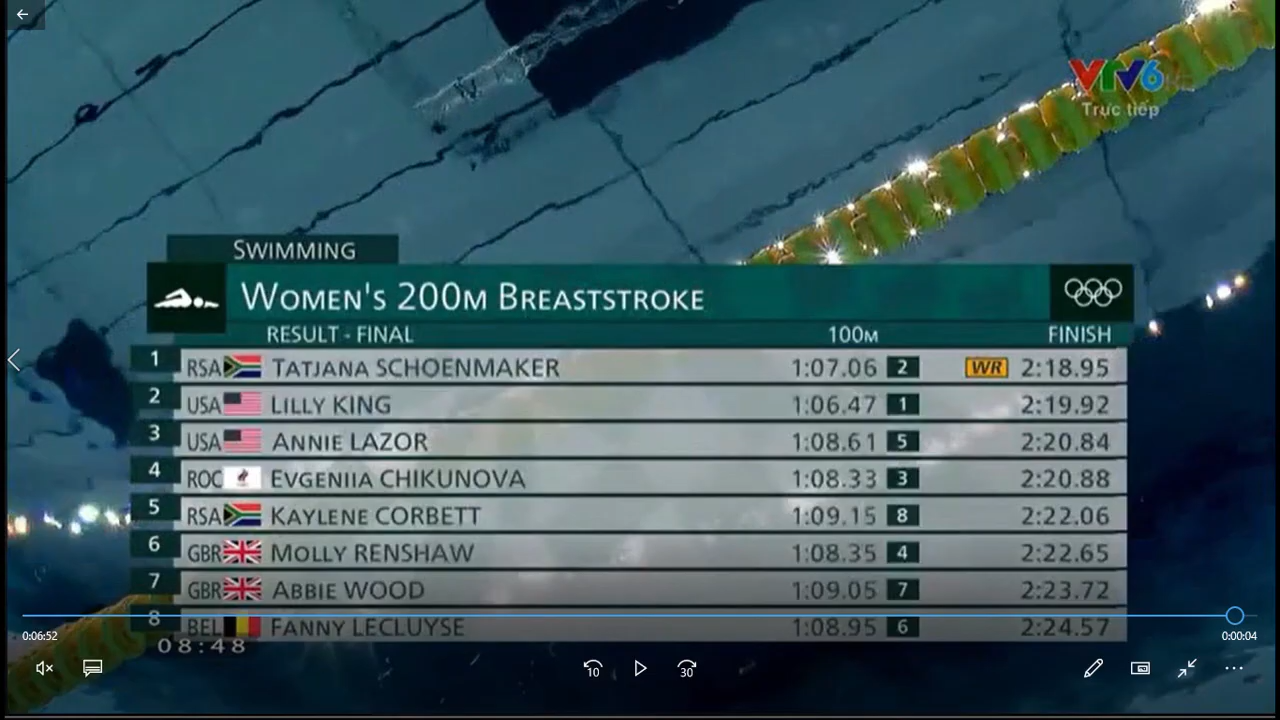 VTV6
Trực tiếp
SWIMMING
WOMEN'S 200M BREASTSTROKE
RESULT - FINAL 100M FINISH
1 RSA TATJANA SCHOENMAKER 1:07.06 2 WR 2:18.95
2 USA LILLY KING 1:06.47 1 2:19.92
3 USA ANNIE LAZOR 1:08.61 5 2:20.84
4 ROC EVGENIIA CHIKUNOVA 1:08.33 3 2:20.88
5 RSA KAYLENE CORBETT 1:09.15 8 2:22.06
6 GBR MOLLY RENSHAW 1:08.35 4 2:22.65
7 GBR ABBIE WOOD 1:09.05 7 2:23.72
8 BEL FANNY LECLUYSE 1:08.95 6 2:24.57
0:06:52 0:00:04
08:48
10 30